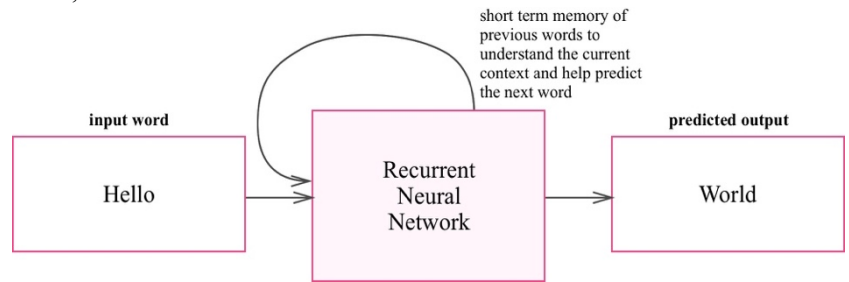 short term memory of
previous words to
understand the current
context and help predict
the next word
input word
predicted output
Hello
Recurrent
Neural
Network
World